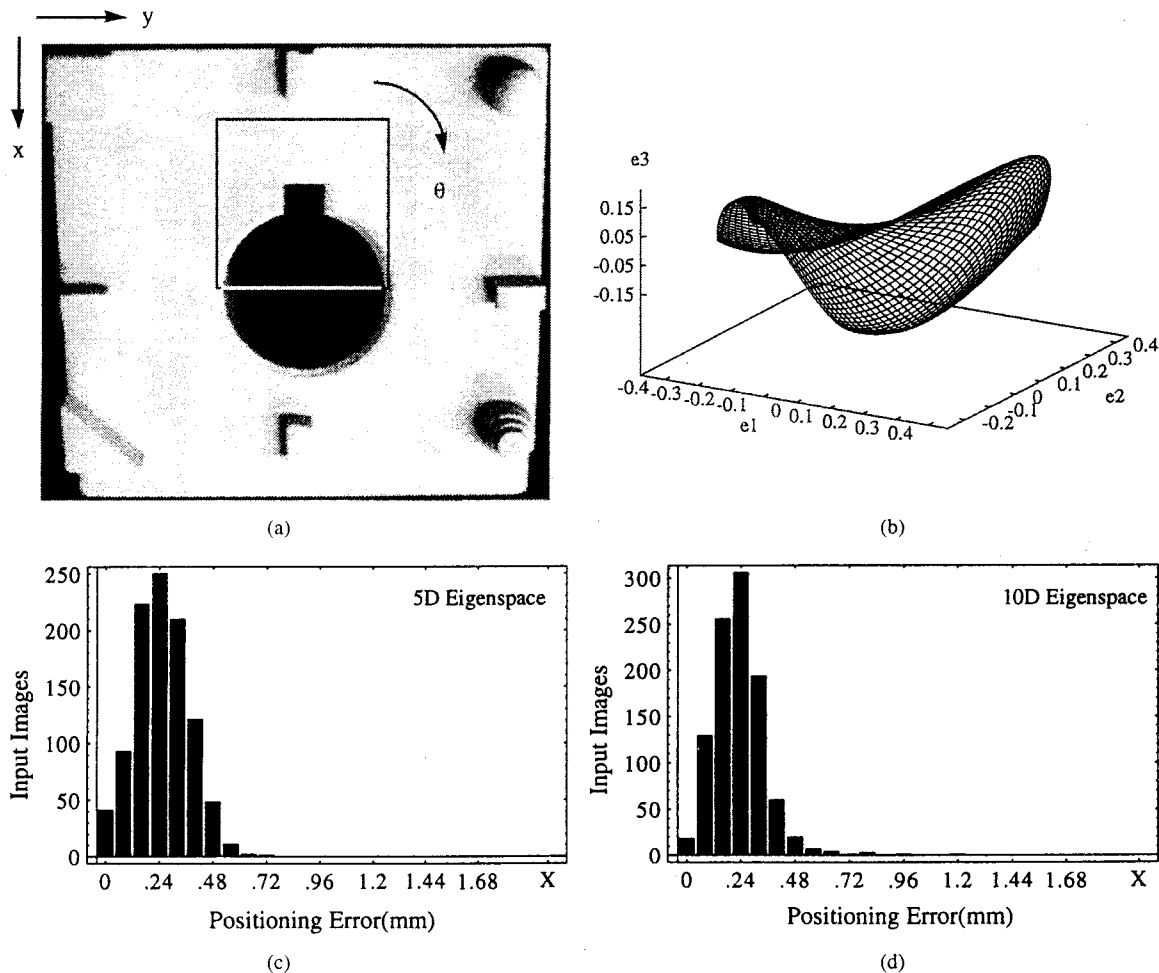 y
x
θ
(a)
e3
0.15
0.05
-0.05
-0.15
-0.4 -0.3 -0.2 -0.1 0 0.1 0.2 0.3 0.4
e1
-0.2 -0.1 0 0.1 0.2 0.3 0.4
e2
(b)
5D Eigenspace
250
200
150
100
50
0
Input Images
0 .24 .48 .72 .96 1.2 1.44 1.68 X
Positioning Error(mm)
(c)
10D Eigenspace
300
250
200
150
100
50
0
Input Images
0 .24 .48 .72 .96 1.2 1.44 1.68 X
Positioning Error(mm)
(d)